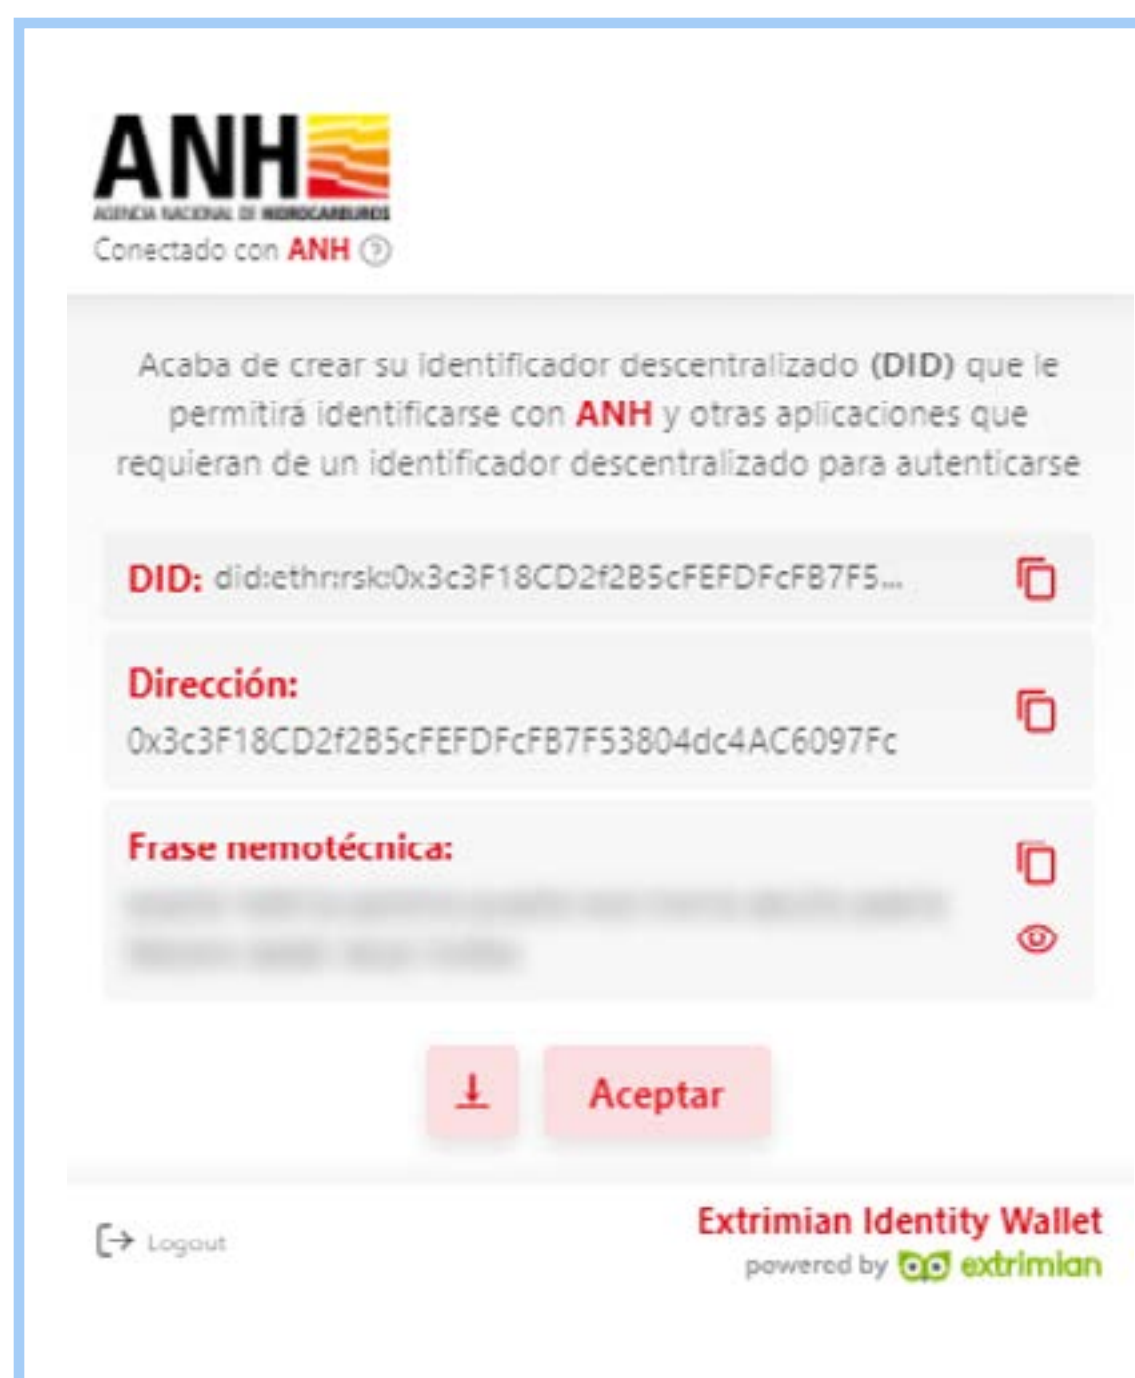 ANH
AGENCIA NACIONAL DE HIDROCARBUROS
Conectado con ANH ?
Acaba de crear su identificador descentralizado (DID) que le
permitirá identificarse con ANH y otras aplicaciones que
requieran de un identificador descentralizado para autenticarse
DID: did:ethr:rsk:0x3c3F18CD2f2B5cFEFDFcFB7F5...
Dirección:
0x3c3F18CD2f2B5cFEFDFcFB7F53804dc4AC6097Fc
Frase nemotécnica:
Aceptar
Logout
Extrimian Identity Wallet
powered by extrimian